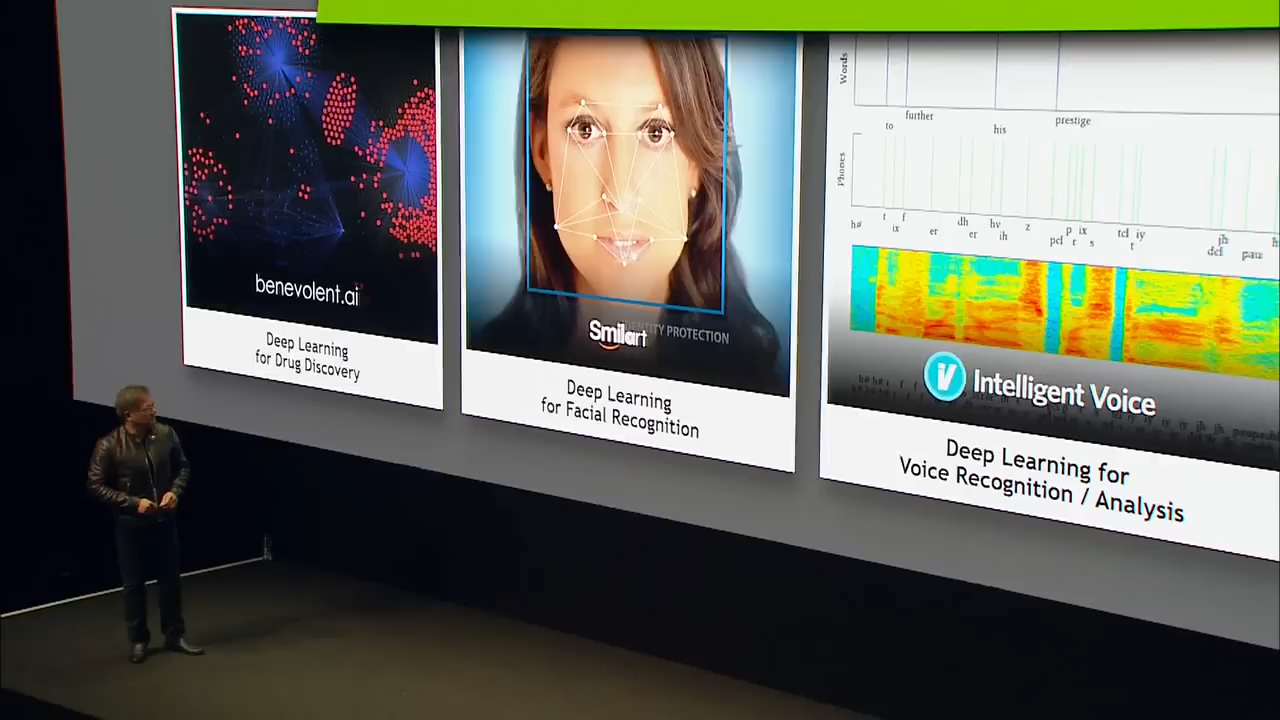 benevolent.ai
Deep Learning
for Drug Discovery
Smilart
IDENTITY PROTECTION
Deep Learning
for Facial Recognition
Words
to
further
his
prestige
Phones
h#
t
ix
f
er
dh
er
hv
ih
z
pcl
p
r
ix
s
tcl
t
iy
jh
dcl
pau
h
iV Intelligent Voice
Deep Learning for
Voice Recognition / Analysis